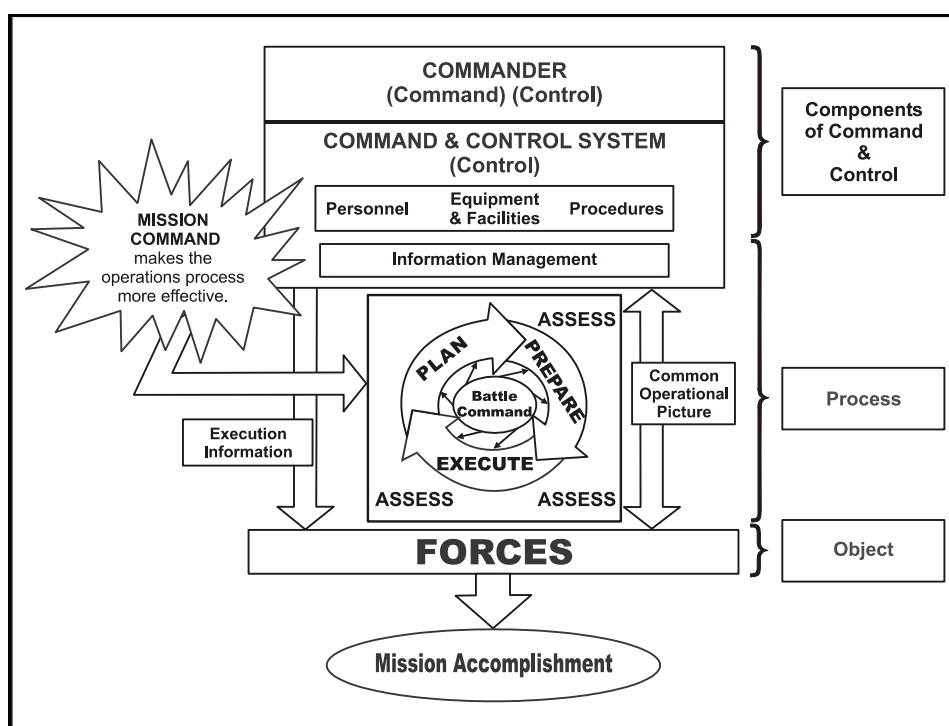 COMMANDER
(Command) (Control)
COMMAND & CONTROL SYSTEM
(Control)
Personnel
Equipment
& Facilities
Procedures
Information Management
Components
of Command
&
Control
MISSION
COMMAND
makes the
operations process
more effective.
ASSESS
PLAN
PREPARE
Battle
Command
EXECUTE
ASSESS
ASSESS
Execution
Information
Common
Operational
Picture
Process
FORCES
Object
Mission Accomplishment